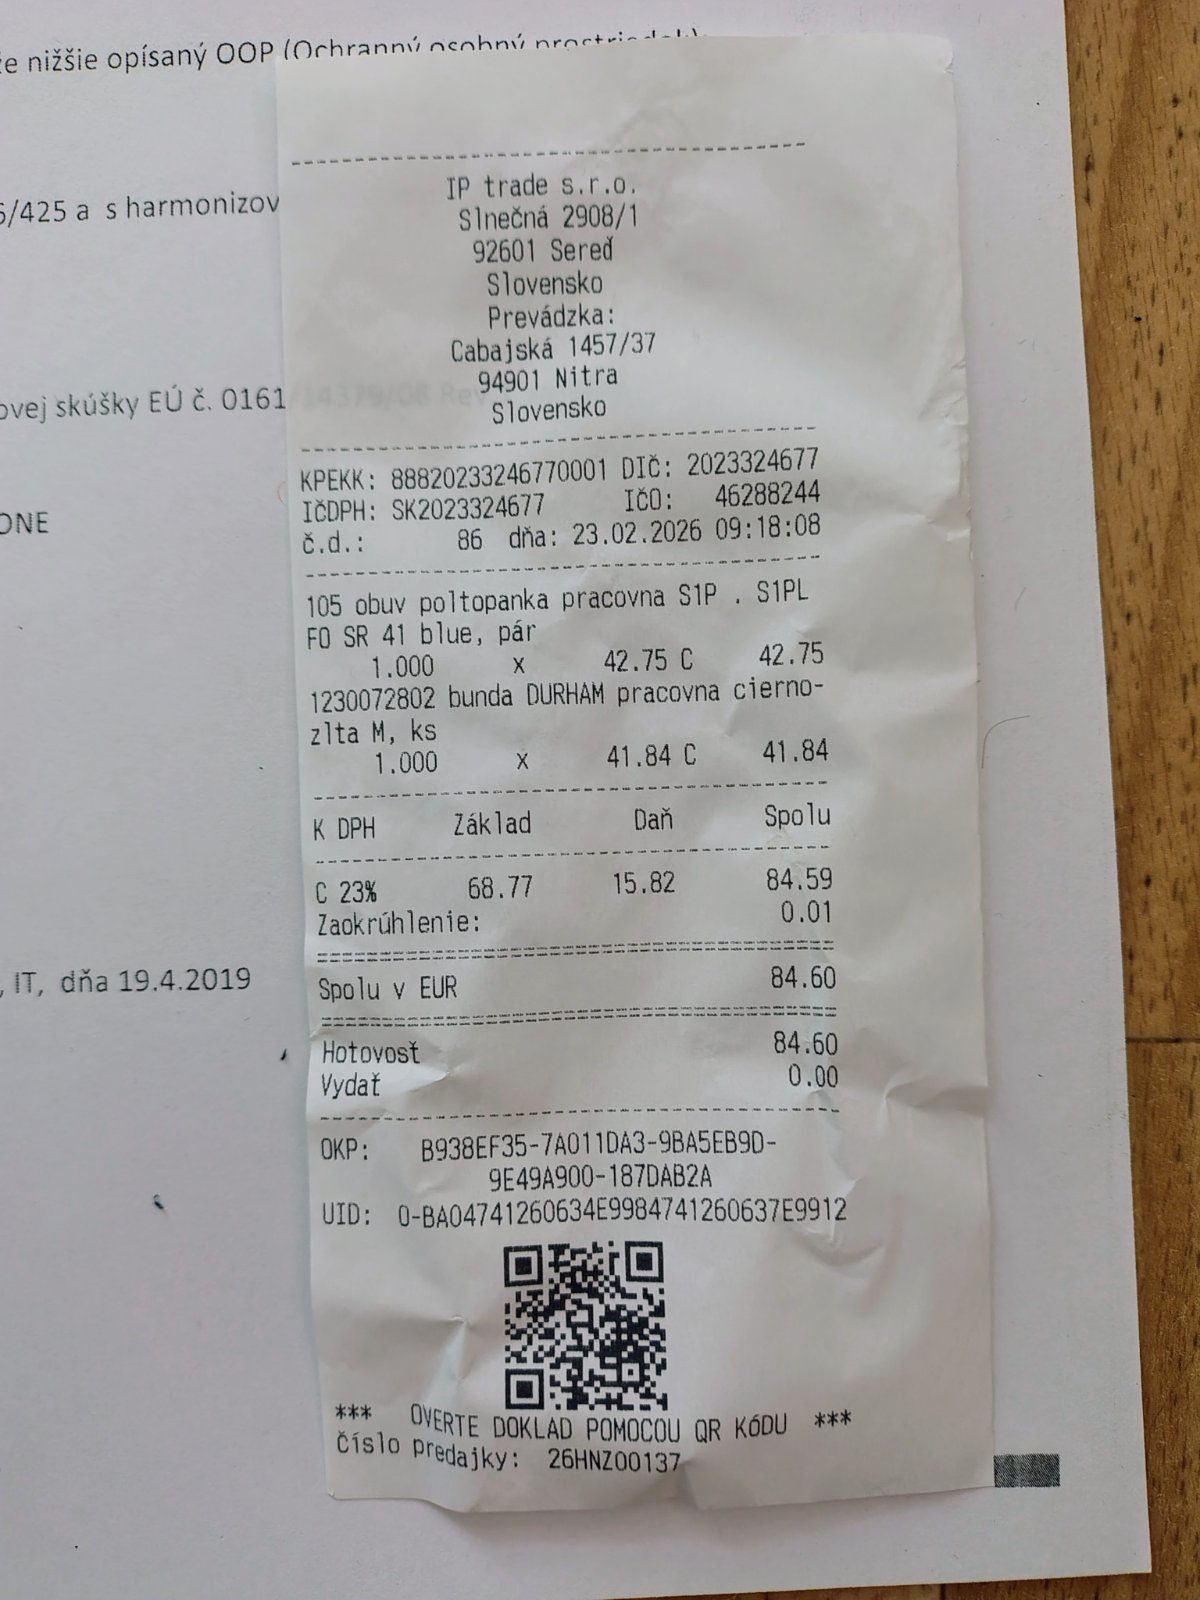 že nižšie opísaný OOP (Ochranný osobný prostriedok)
6/425 a s harmonizov
ovej skúšky EÚ č. 0161
ONE
, IT, dňa 19.4.2019
IP trade s.r.o.
Slnečná 2908/1
92601 Sereď
Slovensko
Prevádzka:
Cabajská 1457/37
94901 Nitra
Slovensko
KPEKK: 88820233246770001 DIČ: 2023324677
IČDPH: SK2023324677 IČO: 46288244
č.d.: 86 dňa: 23.02.2026 09:18:08
105 obuv poltopanka pracovna S1P . S1PL
FO SR 41 blue, pár
1.000 x 42.75 C 42.75
1230072802 bunda DURHAM pracovna cierno-
zlta M, ks
1.000 x 41.84 C 41.84
K DPH Základ Daň Spolu
C 23% 68.77 15.82 84.59
Zaokrúhlenie: 0.01
Spolu v EUR 84.60
Hotovosť 84.60
Vydať 0.00
OKP: B938EF35-7A011DA3-9BA5EB9D-
9E49A900-187DAB2A
UID: O-BA04741260634E9984741260637E9912
*** OVERTE DOKLAD POMOCOU QR KÓDU ***
Číslo predajky: 26HNZ00137